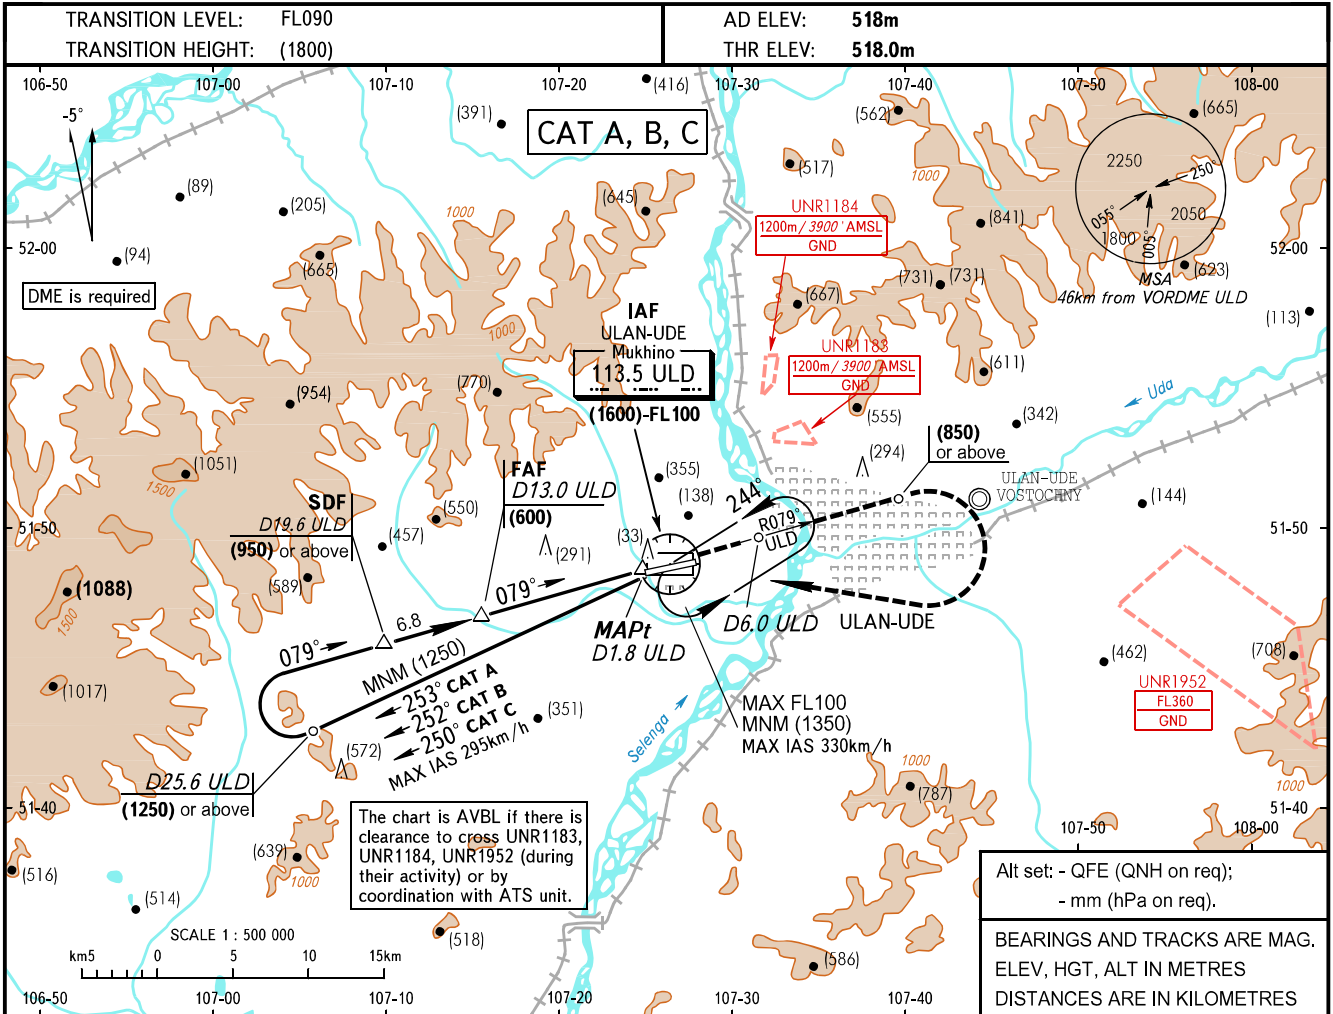 TRANSITION LEVEL: FL090
TRANSITION HEIGHT: (1800)
AD ELEV: 518m
THR ELEV: 518.0m
106-50
107-00
107-10
107-20
107-30
107-40
107-50
108-00
-5°
(391)
(416)
CAT A, B, C
(562)
(665)
(517)
2250
250°
055°
2050
1800
005°
MSA
46km from VORDME ULD
(623)
1000
(89)
(205)
(645)
1000
UNR1184
1200m / 3900 ' AMSL
GND
(841)
52-00
(94)
(665)
52-00
DME is required
(731)
(731)
(667)
(113)
1000
IAF
ULAN-UDE
Mukhino
113.5 ULD
(1600)-FL100
UNR1183
1200m / 3900 ' AMSL
GND
(611)
(954)
(770)
(555)
Uda
(342)
(850)
or above
(1051)
1500
FAF
D13.0 ULD
(600)
(355)
(138)
(294)
ULAN-UDE
VOSTOCHNY
(144)
SDF
D19.6 ULD
(950) or above
(550)
(457)
(291)
(33)
244°
R079°
ULD
51-50
51-50
(589)
(1088)
1500
079°
6.8
079°
MAPt
D1.8 ULD
D6.0 ULD
ULAN-UDE
MNM (1250)
253° CAT A
252° CAT B
250° CAT C
MAX IAS 295km/h
(1017)
(351)
(462)
(708)
UNR1952
FL360
GND
MAX FL100
MNM (1350)
MAX IAS 330km/h
Selenga
(572)
D25.6 ULD
(1250) or above
51-40
1000
(787)
1000
51-40
107-50
108-00
The chart is AVBL if there is
clearance to cross UNR1183,
UNR1184, UNR1952 (during
their activity) or by
coordination with ATS unit.
(639)
1000
(516)
(514)
(518)
(586)
SCALE 1 : 500 000
km5 0 5 10 15km
Alt set: - QFE (QNH on req);
- mm (hPa on req).
BEARINGS AND TRACKS ARE MAG.
ELEV, HGT, ALT IN METRES
DISTANCES ARE IN KILOMETRES
106-50
107-00
107-10
107-20
107-30
107-40